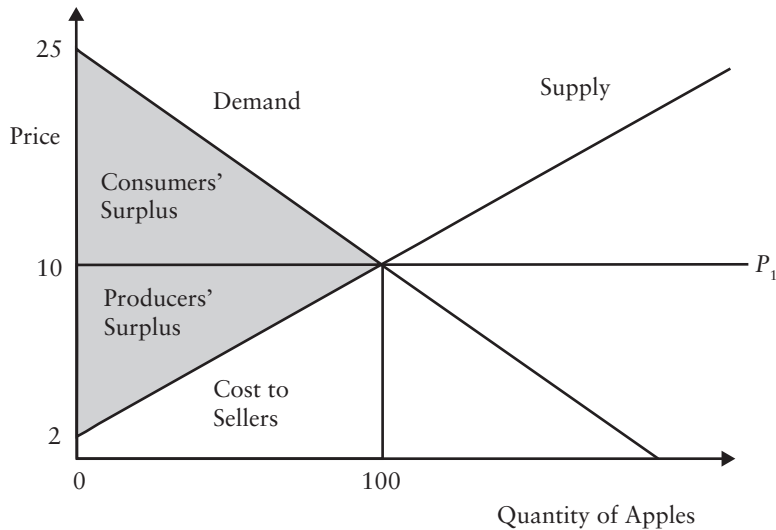 25
Demand
Supply
Price
Consumers’
Surplus
10
P1
Producers’
Surplus
Cost to
Sellers
2
0
100
Quantity of Apples